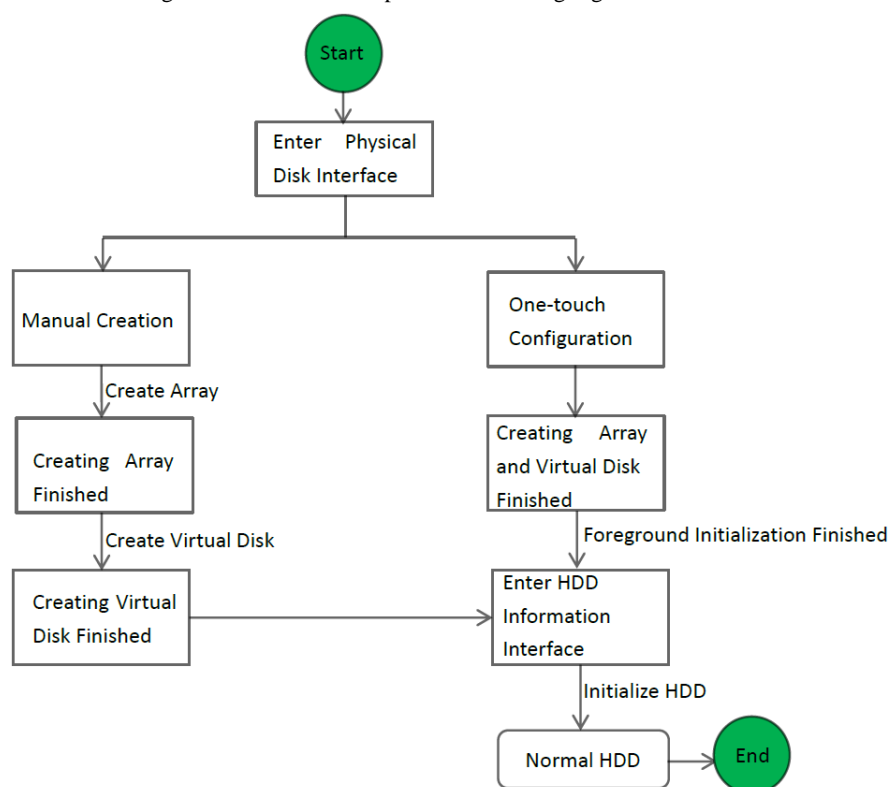 Start
Enter Physical
Disk Interface
Manual Creation
One-touch
Configuration
Create Array
Creating Array
Finished
Creating Array
and Virtual Disk
Finished
Create Virtual Disk
Foreground Initialization Finished
Creating Virtual
Disk Finished
Enter HDD
Information
Interface
Initialize HDD
Normal HDD
End